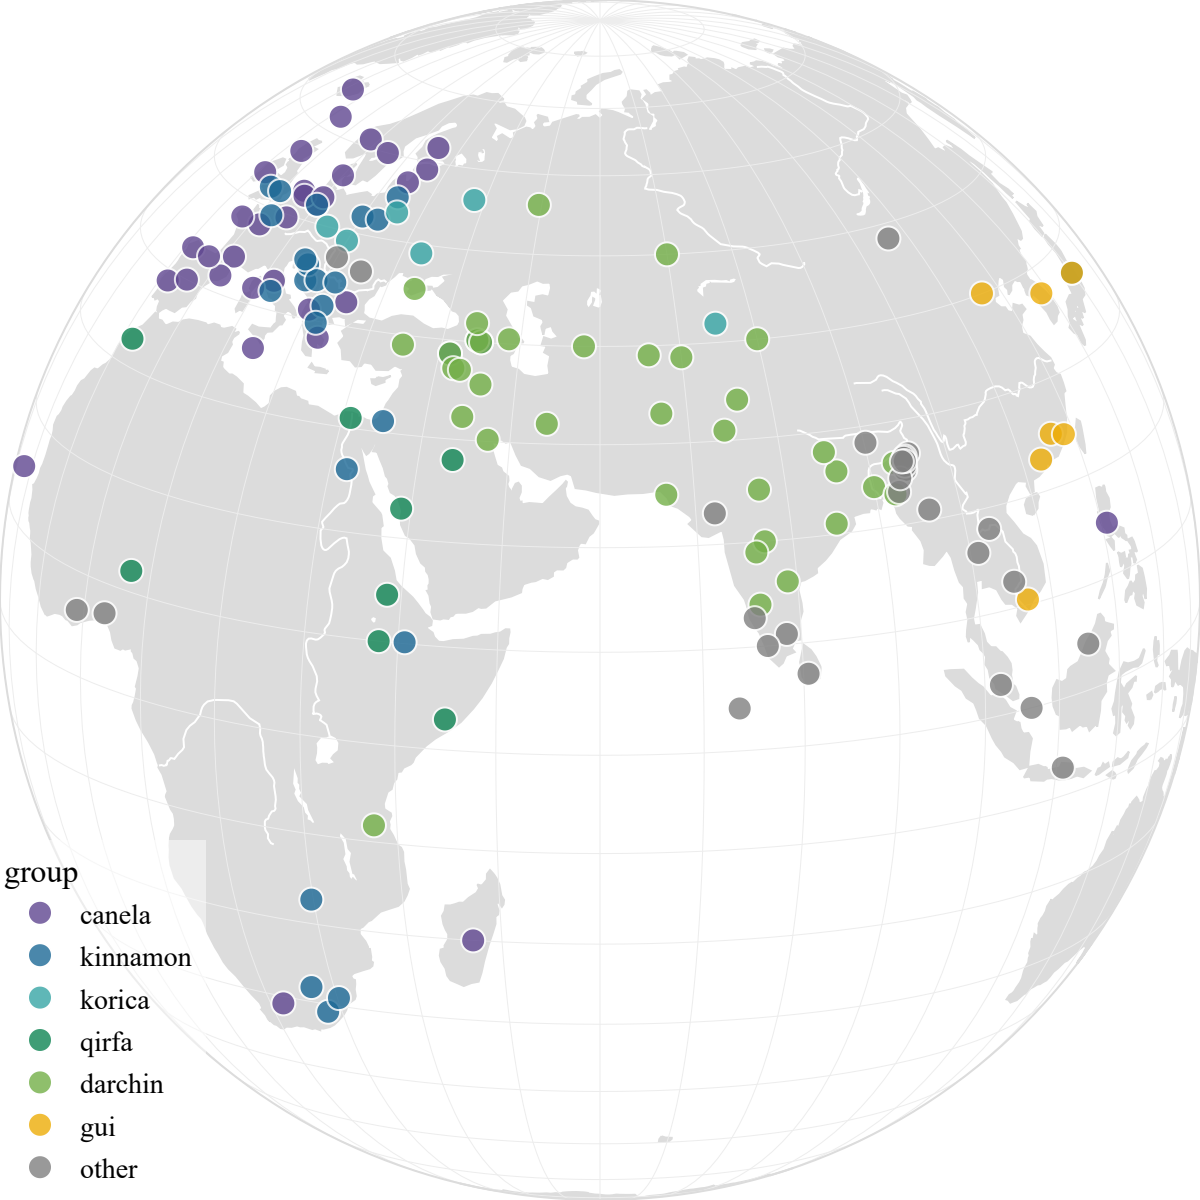 group
canela
kinnamon
korica
qirfa
darchin
gui
other